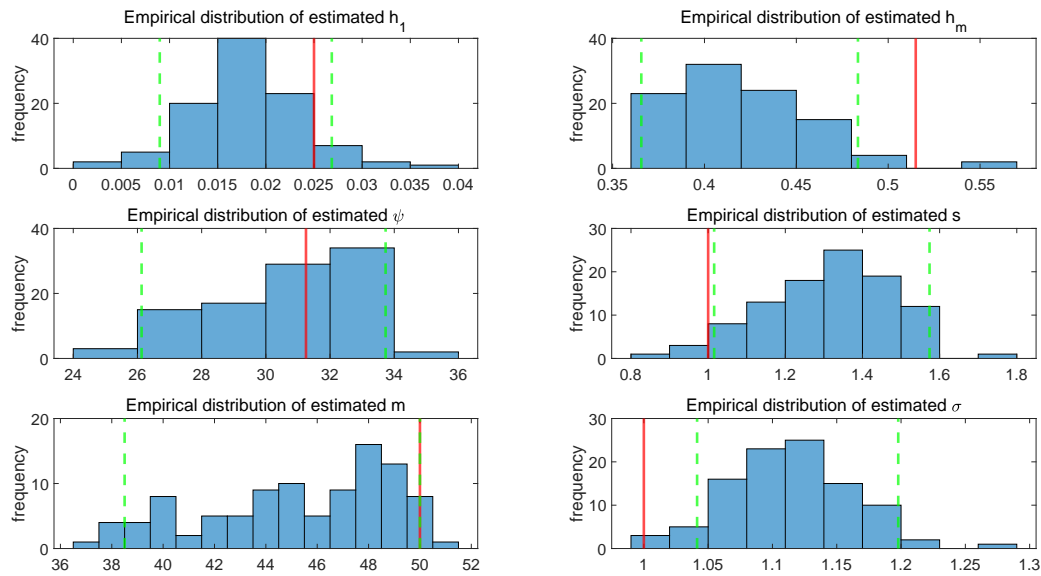 Empirical distribution of estimated h₁
frequency
40
20
0
0 0.005 0.01 0.015 0.02 0.025 0.03 0.035 0.04
Empirical distribution of estimated hₘ
frequency
40
20
0
0.35 0.4 0.45 0.5 0.55
Empirical distribution of estimated ψ
frequency
40
20
0
24 26 28 30 32 34 36
Empirical distribution of estimated s
frequency
30
20
10
0
0.8 1 1.2 1.4 1.6 1.8
Empirical distribution of estimated m
frequency
20
10
0
36 38 40 42 44 46 48 50 52
Empirical distribution of estimated σ
frequency
30
20
10
0
1 1.05 1.1 1.15 1.2 1.25 1.3